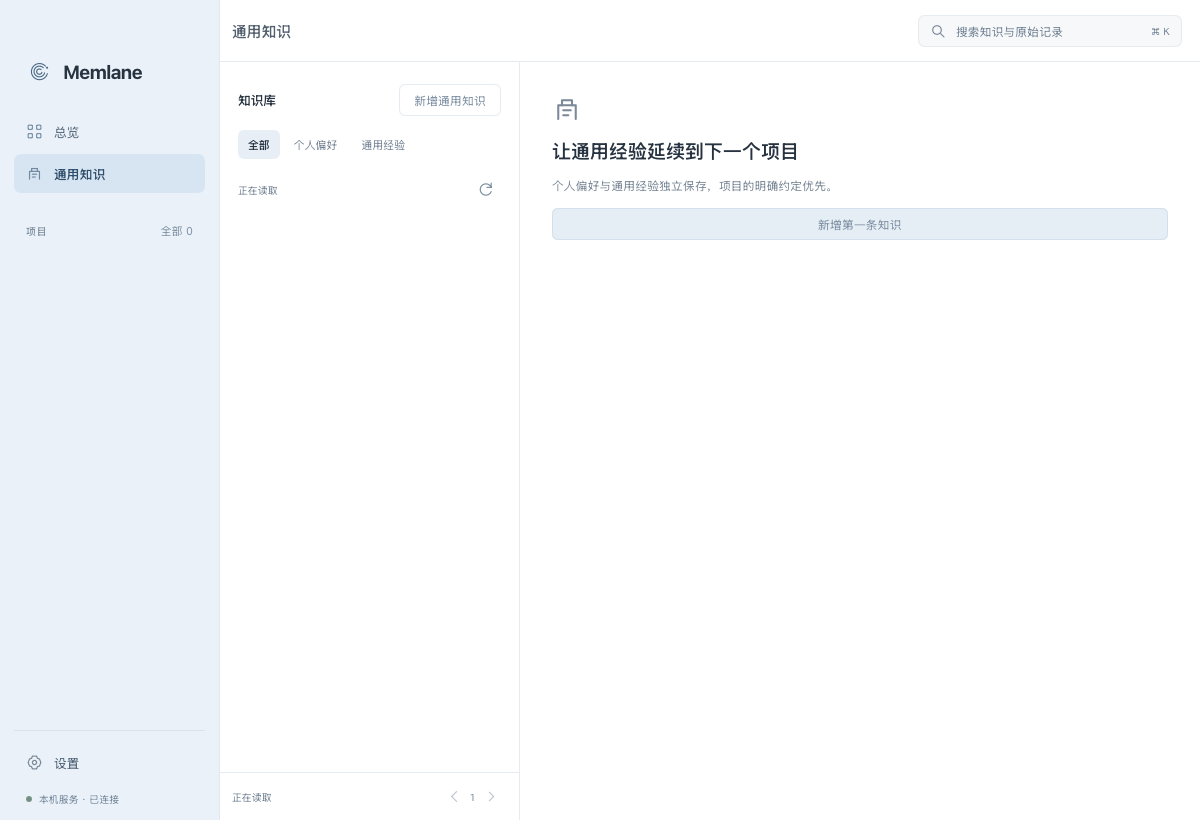 Memlane
总览
通用知识
项目
全部 0
设置
本机服务 · 已连接
通用知识
搜索知识与原始记录
⌘ K
知识库
新增通用知识
全部
个人偏好
通用经验
正在读取
正在读取
1
让通用经验延续到下一个项目
个人偏好与通用经验独立保存，项目的明确约定优先。
新增第一条知识